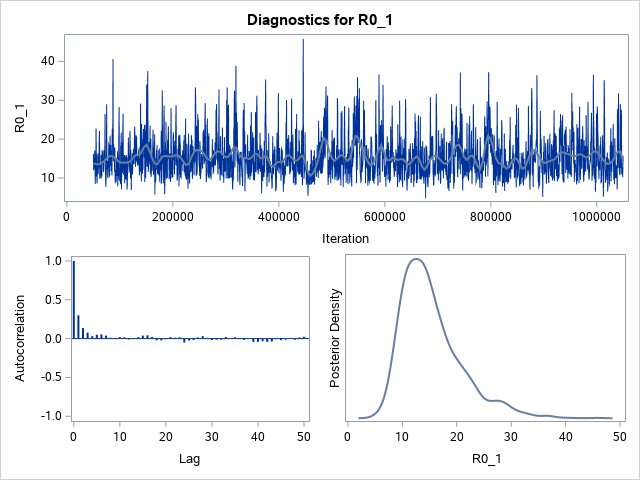 Diagnostics for R0_1
R0_1
40
30
20
10
0 200000 400000 600000 800000 1000000
Iteration
Autocorrelation
1.0
0.5
0.0
-0.5
-1.0
0 10 20 30 40 50
Lag
Posterior Density
0 10 20 30 40 50
R0_1